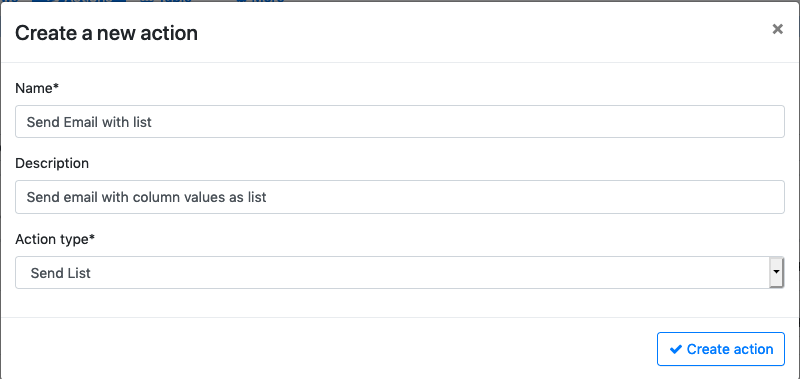 Create a new action
×
Name*
Send Email with list
Description
Send email with column values as list
Action type*
Send List
Create action